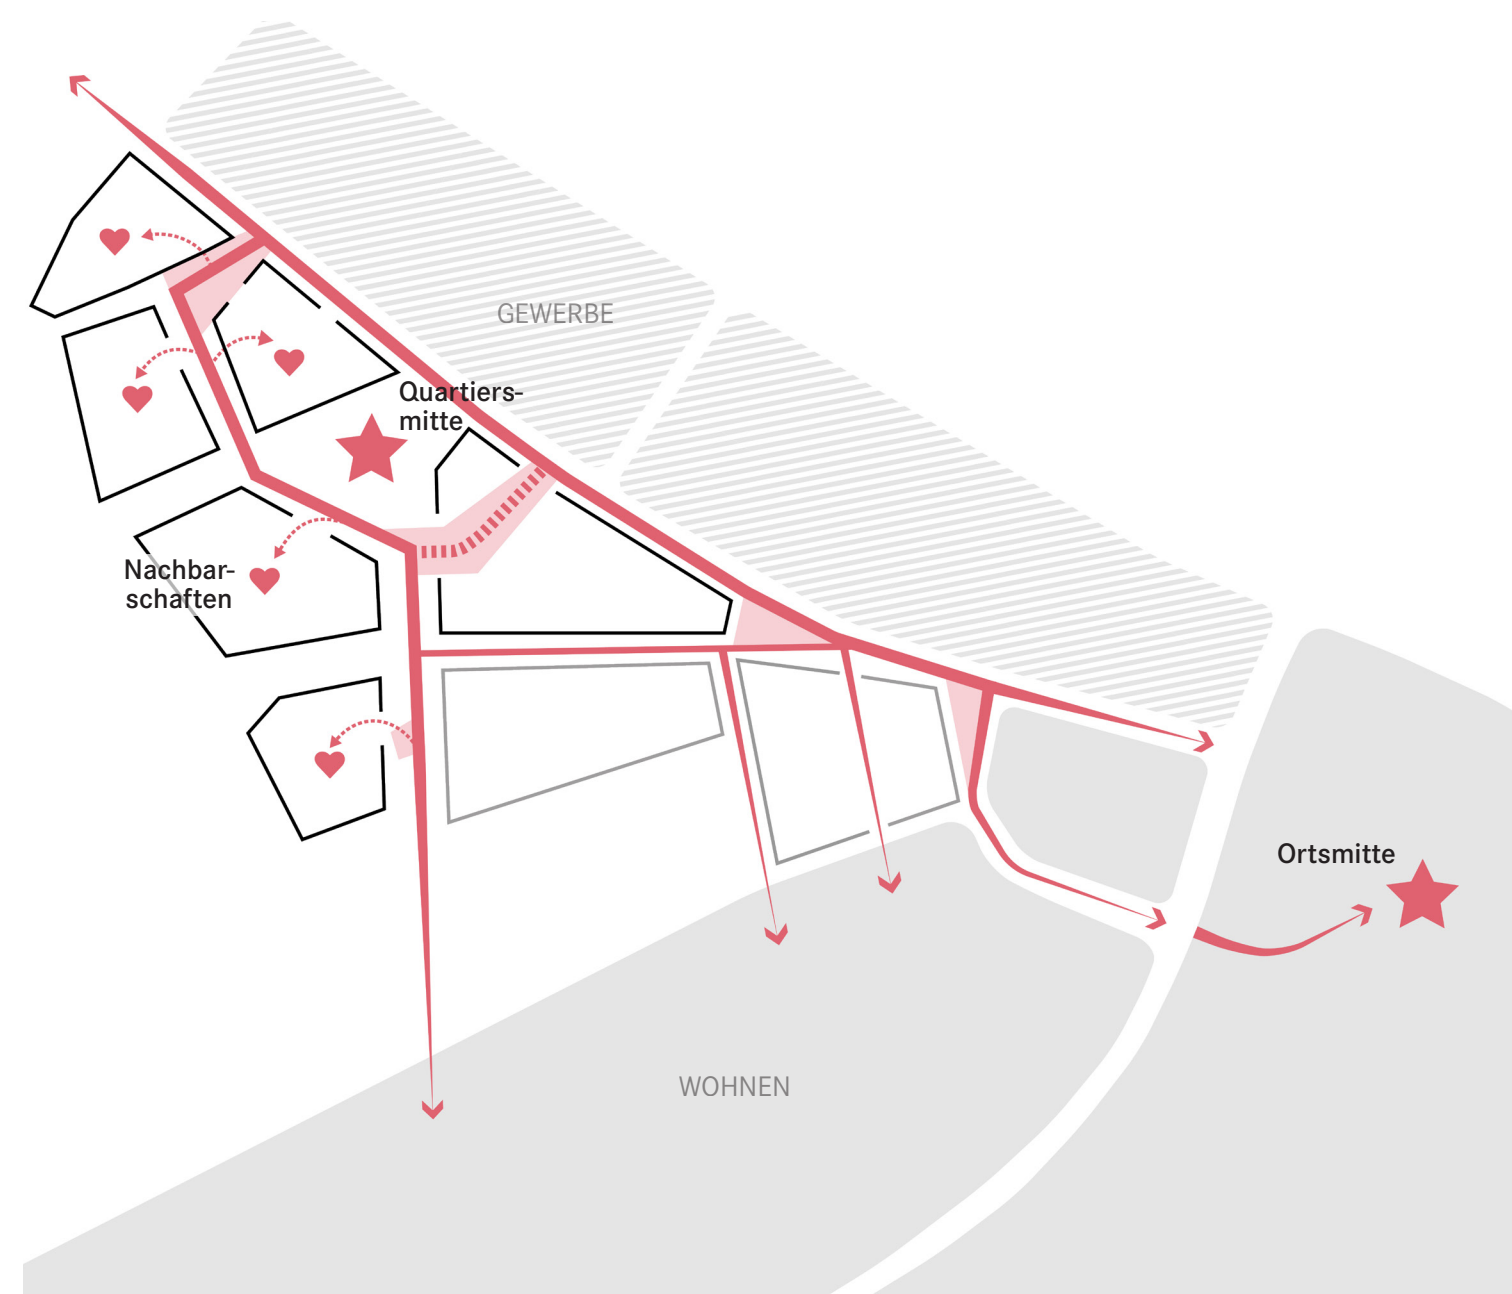 GEWERBE
Quartiers-
mitte
Nachbar-
schaften
Ortsmitte
WOHNEN